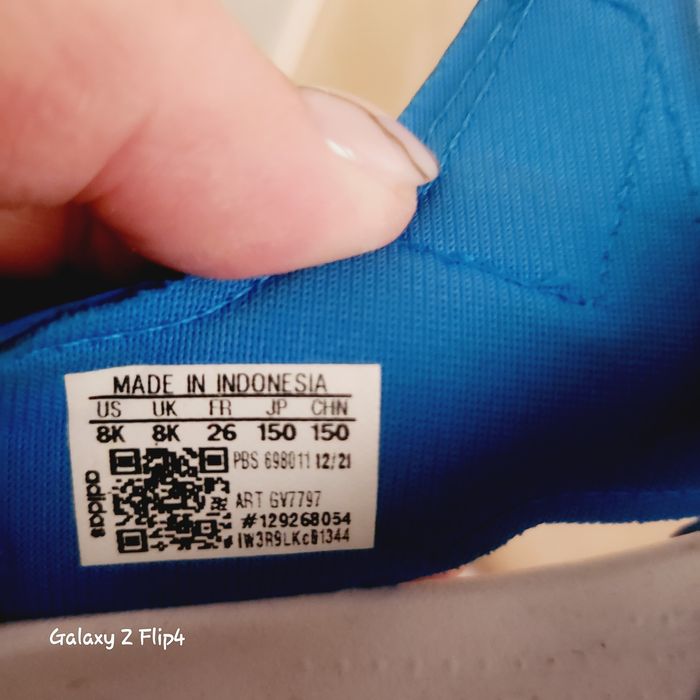 MADE IN INDONESIA
US UK FR JP CHN
8K 8K 26 150 150
PBS 698011 12/21
adidas
ART GV7797
#129268054
Galaxy Z Flip4